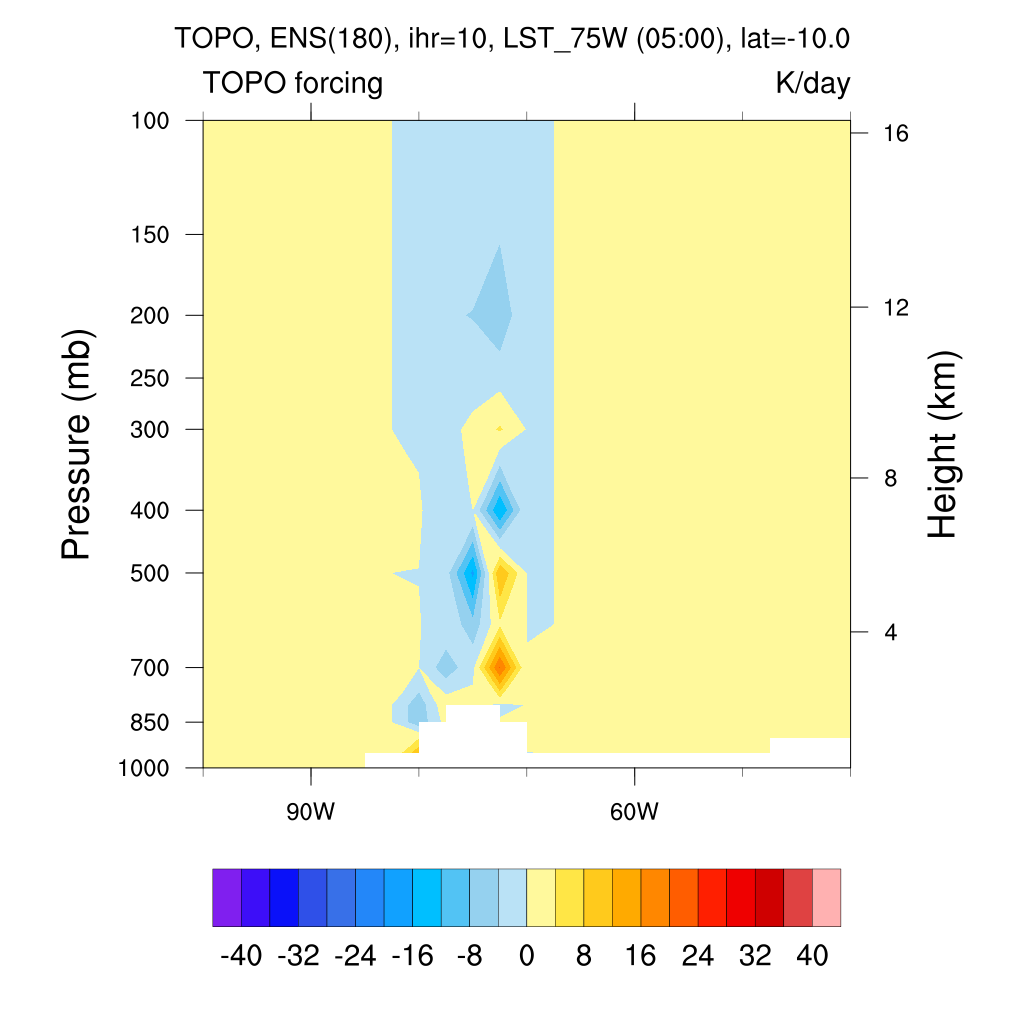 TOPO, ENS(180), ihr=10, LST_75W (05:00), lat=-10.0
TOPO forcing K/day
100
150
200
250
300
400
500
700
850
1000
Pressure (mb)
16
12
8
4
Height (km)
90W 60W
-40 -32 -24 -16 -8 0 8 16 24 32 40